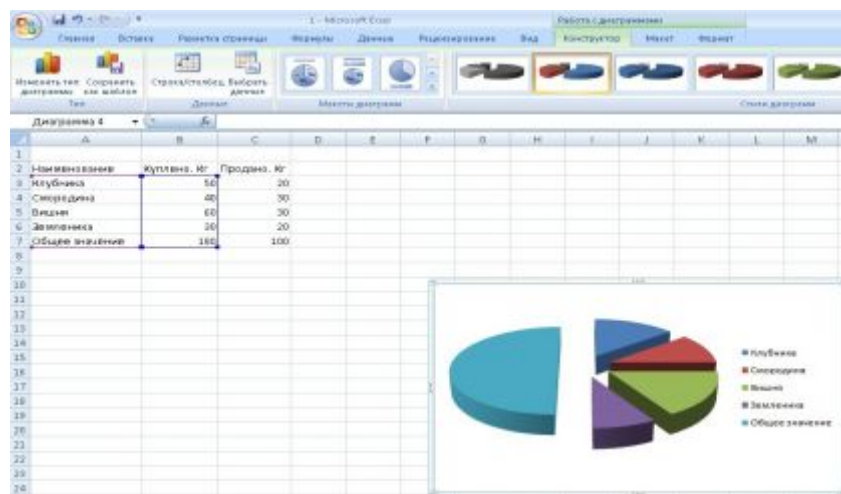 1 - Microsoft Excel
Работа с диаграммами
Главная Вставка Разметка страницы Формулы Данные Рецензирование Вид Конструктор Макет Формат
Изменить тип диаграммы Сохранить как шаблон Строка/столбец Выбрать данные
Тип Данные Макеты диаграмм Стили диаграмм
Диаграмма 4 fx
A B C D E F G H I J K L M
1
2 Наименование Куплено. Кг Продано. Кг
3 Клубника 50 20
4 Смородина 40 30
5 Вишня 60 30
6 Земленика 30 20
7 Общее значение 180 100
8
9
10
11
12
13
14
15
16
17
18
19
20
21
22
23
24
Клубника
Смородина
Вишня
Земленика
Общее значение